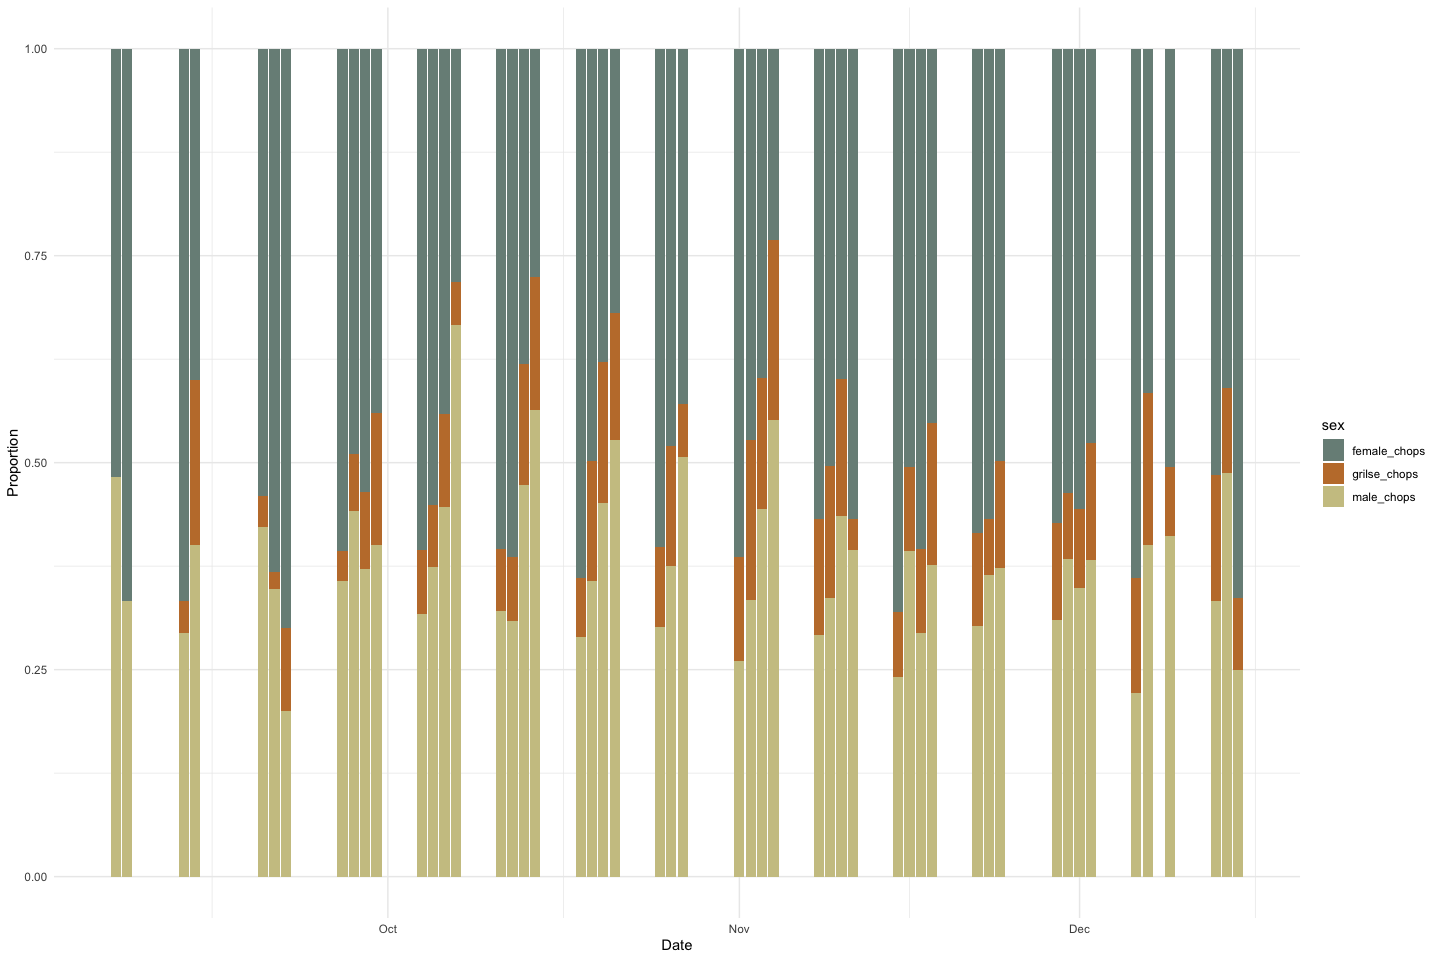 1.00
0.75
0.50
0.25
0.00
Proportion
Oct
Nov
Dec
Date
sex
female_chops
grilse_chops
male_chops